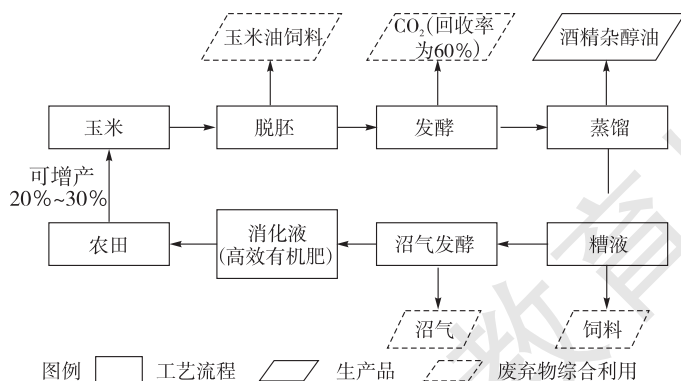 玉米油饲料
CO₂(回收率
为60%)
酒精杂醇油
玉米
脱胚
发酵
蒸馏
可增产
20%~30%
农田
消化液
(高效有机肥)
沼气发酵
糟液
沼气
饲料
图例 工艺流程 生产品 废弃物综合利用
教育